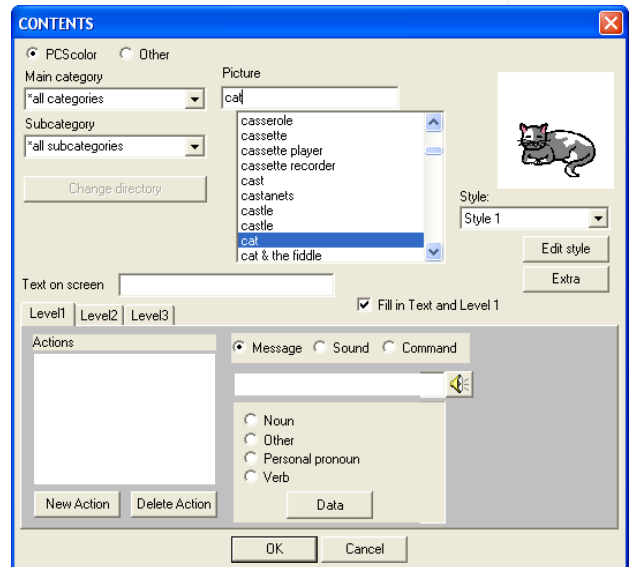 CONTENTS
PCScolor Other
Main category
*all categories
Subcategory
*all subcategories
Change directory
Picture
cat
casserole
cassette
cassette player
cassette recorder
cast
castanets
castle
castle
cat
cat & the fiddle
Style:
Style 1
Edit style
Extra
Text on screen
Fill in Text and Level 1
Level1 Level2 Level3
Actions
Message Sound Command
Noun
Other
Personal pronoun
Verb
New Action Delete Action Data
OK Cancel